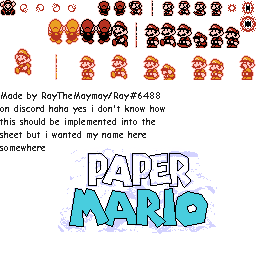 Made by RayTheMaymay/Ray#6488
on discord haha yes i don't know how
this should be implemented into the
sheet but i wanted my name here
somewhere
PAPER
MARIO